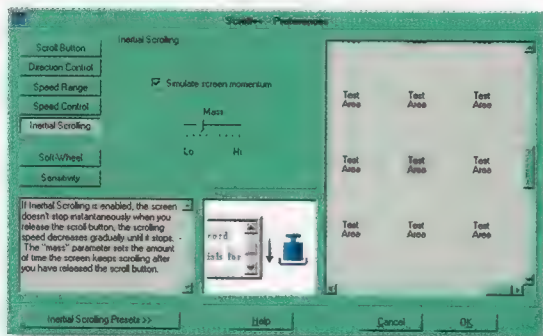 Scroll++ - Preferences
Scroll Button
Direction Control
Speed Range
Speed Control
Inertial Scrolling
Soft-Wheel
Sensitivity
Inertial Scrolling
Simulate screen momentum
Mass
Lo Hi
Test Area Test Area Test Area
Test Area Test Area Test Area
Test Area Test Area Test Area
If Inertial Scrolling is enabled, the screen
doesn't stop instantaneously when you
release the scroll button, the scrolling
speed decreases gradually until it stops.
The "mass" parameter sets the amount
of time the screen keeps scrolling after
you have released the scroll button.
Inertial Scrolling Presets >>
Help
Cancel
OK